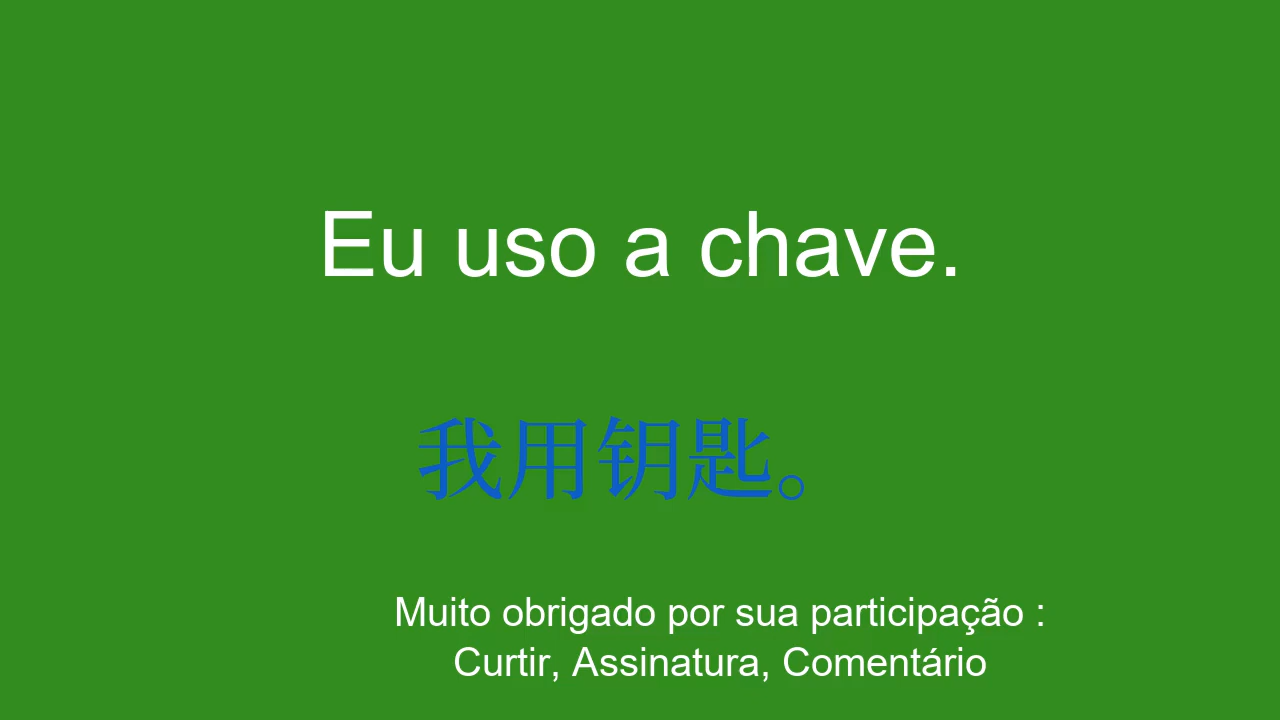 Eu uso a chave.
我用钥匙。
Muito obrigado por sua participação :
Curtir, Assinatura, Comentário